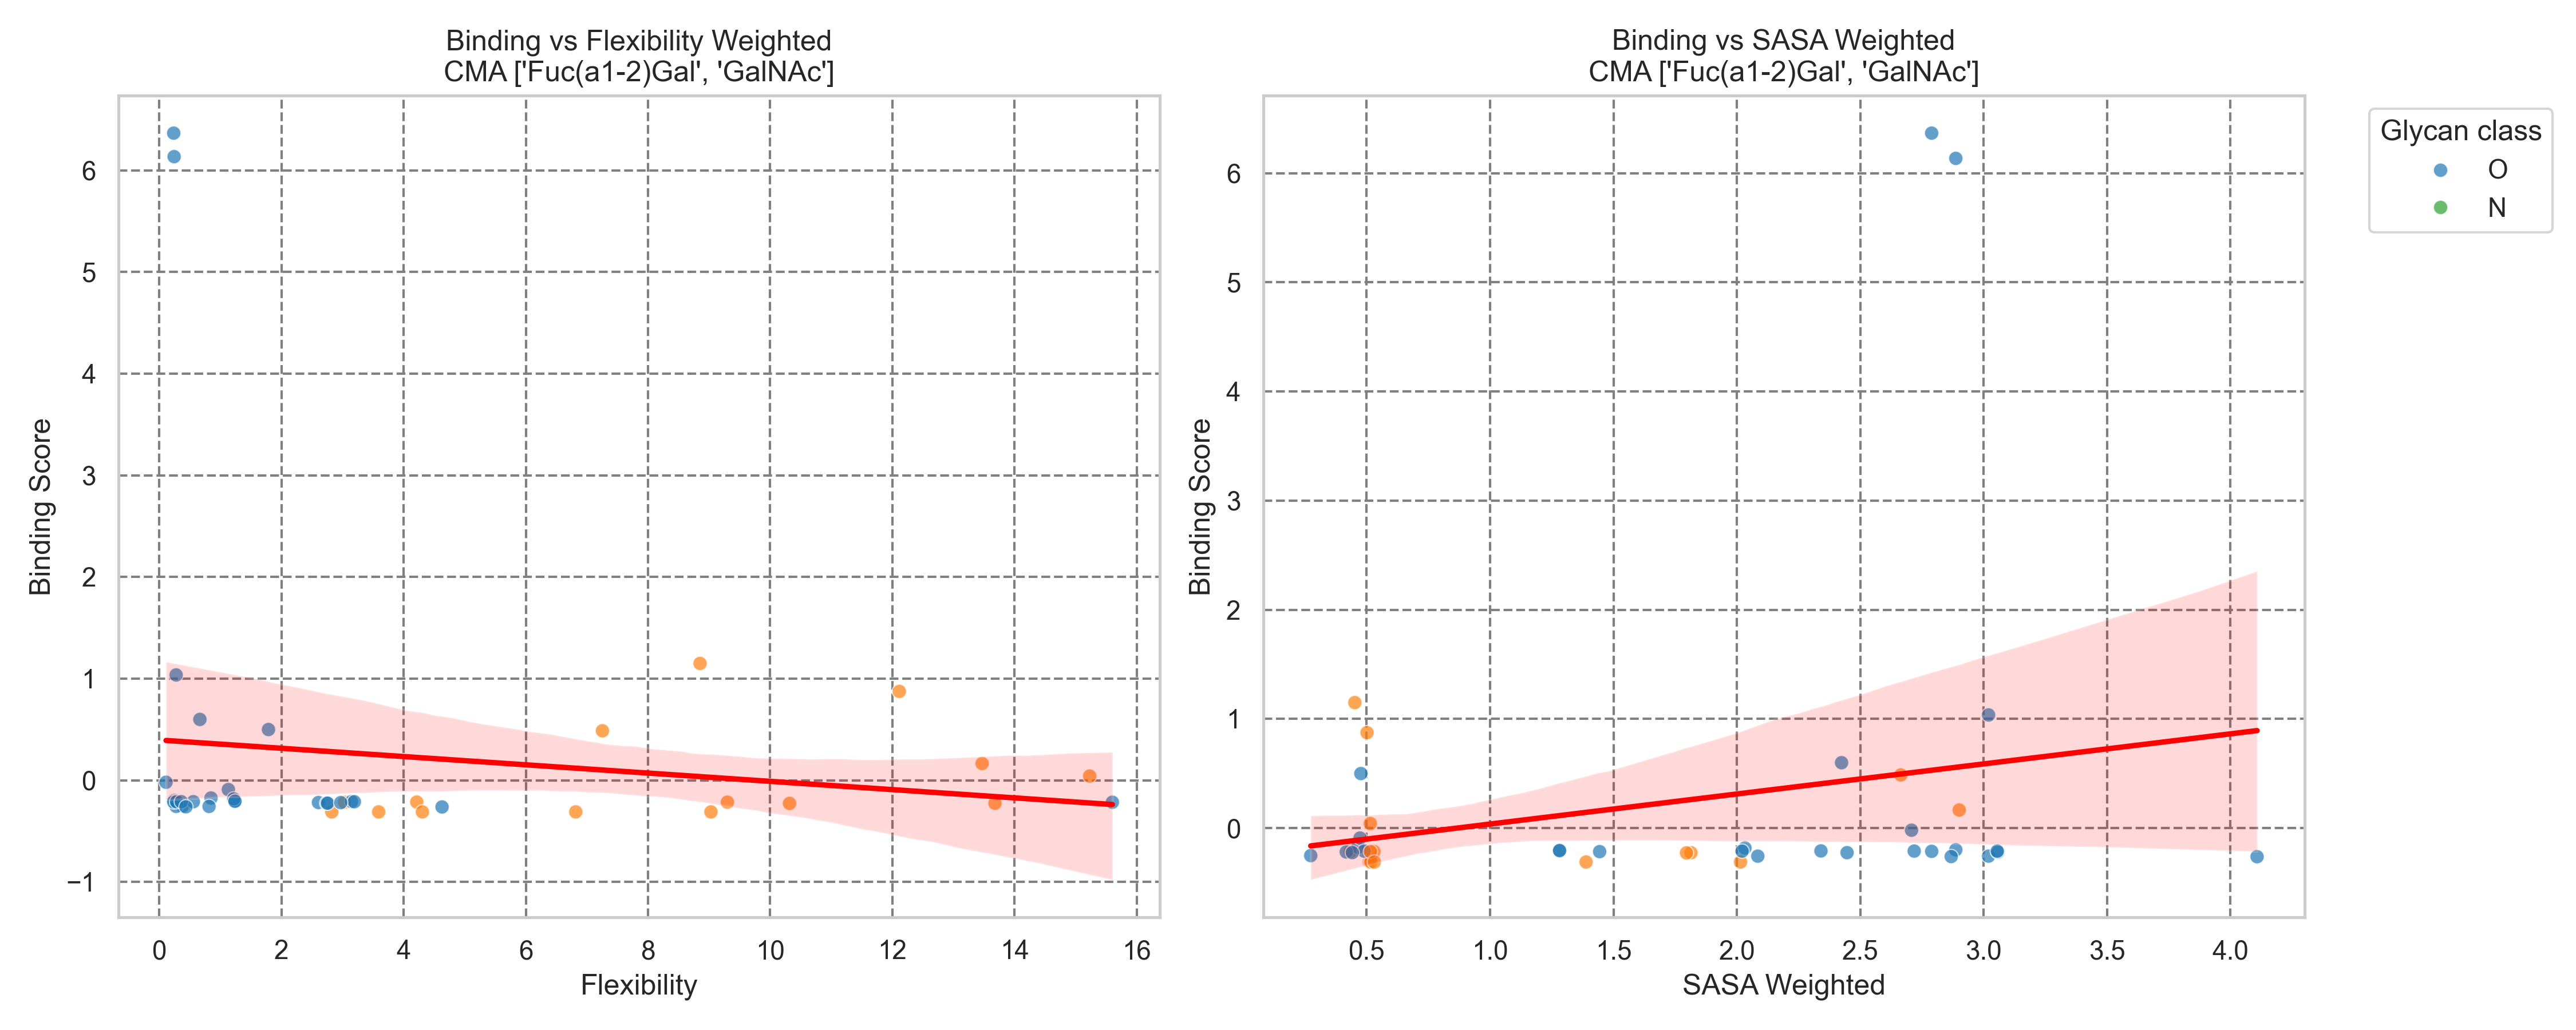 Binding vs Flexibility Weighted
CMA ['Fuc(a1-2)Gal', 'GalNAc']
Binding Score
6
5
4
3
2
1
0
−1
0 2 4 6 8 10 12 14 16
Flexibility
Binding vs SASA Weighted
CMA ['Fuc(a1-2)Gal', 'GalNAc']
Binding Score
6
5
4
3
2
1
0
0.5 1.0 1.5 2.0 2.5 3.0 3.5 4.0
SASA Weighted
Glycan class
O
N